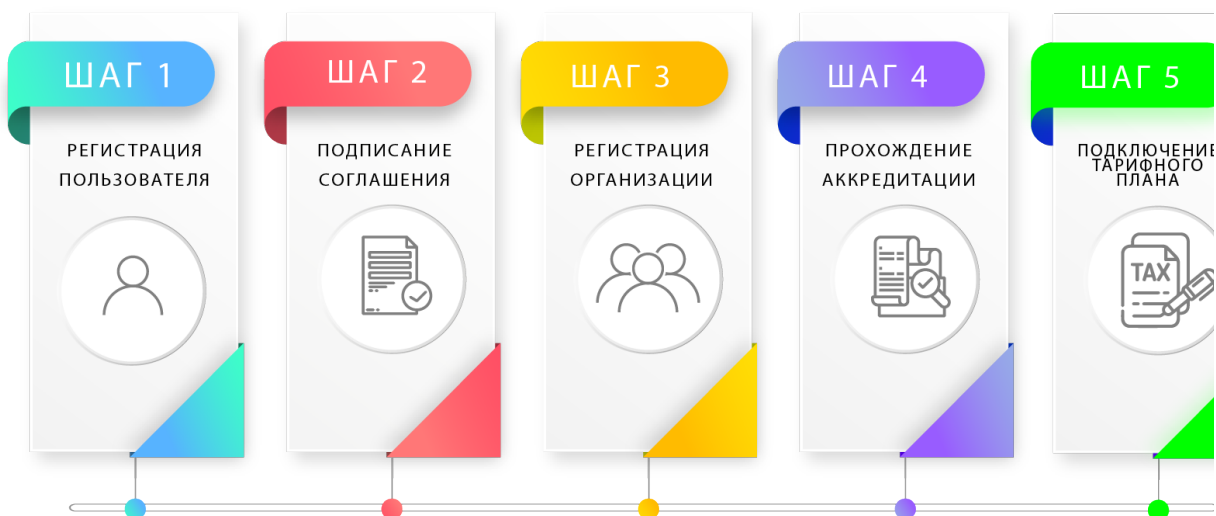 ШАГ 1
РЕГИСТРАЦИЯ
ПОЛЬЗОВАТЕЛЯ
ШАГ 2
ПОДПИСАНИЕ
СОГЛАШЕНИЯ
ШАГ 3
РЕГИСТРАЦИЯ
ОРГАНИЗАЦИИ
ШАГ 4
ПРОХОЖДЕНИЕ
АККРЕДИТАЦИИ
ШАГ 5
ПОДКЛЮЧЕНИЕ
ТАРИФНОГО
ПЛАНА
TAX